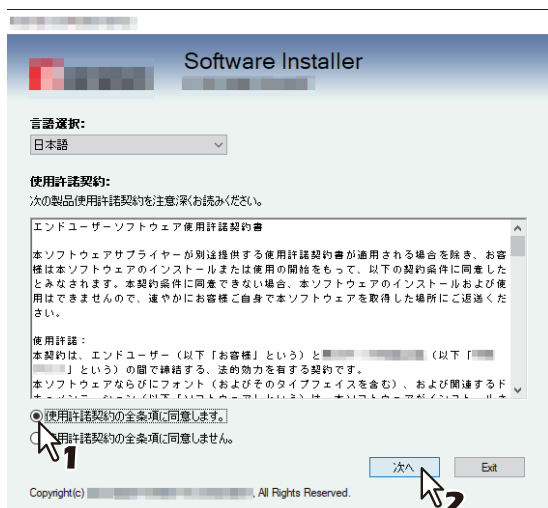 Software Installer
言語選択:
日本語
使用許諾契約:
次の製品使用許諾契約を注意深くお読みください。
エンドユーザーソフトウェア使用許諾契約書
本ソフトウェアサプライヤーが別途提供する使用許諾契約書が適用される場合を除き、お客
様は本ソフトウェアのインストールまたは使用の開始をもって、以下の契約条件に同意した
とみなされます。本契約条件に同意できない場合、本ソフトウェアのインストールおよび使
用はできませんので、速やかにお客様ご自身で本ソフトウェアを取得した場所にご返送くだ
さい。
使用許諾:
本契約は、エンドユーザー(以下「お客様」という)と (以下「
」という)の間で締結する、法的効力を有する契約です。
本ソフトウェアならびにフォント(およびそのタイプフェイスを含む)、および関連するド
使用許諾契約の全条項に同意します。
用許諾契約の全条項に同意しません。
1
次へ Exit
2
Copyright(c) , All Rights Reserved.